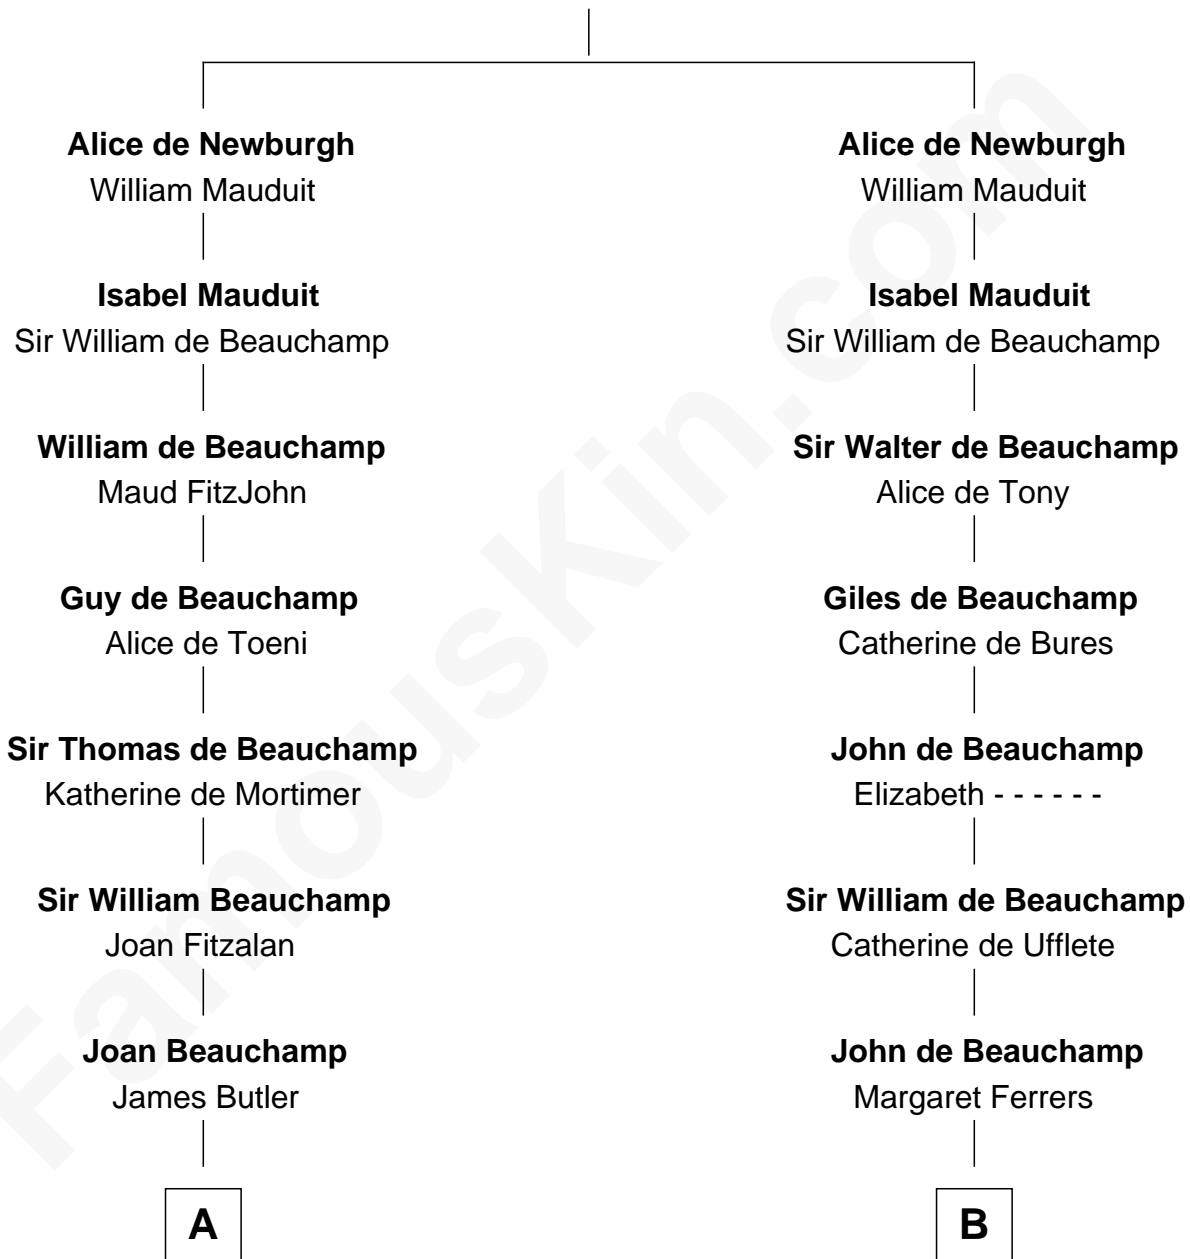 Alice de Newburgh
William Mauduit
Isabel Mauduit
Sir William de Beauchamp
William de Beauchamp
Maud FitzJohn
Guy de Beauchamp
Alice de Toeni
Sir Thomas de Beauchamp
Katherine de Mortimer
Sir William Beauchamp
Joan Fitzalan
Joan Beauchamp
James Butler
A
Alice de Newburgh
William Mauduit
Isabel Mauduit
Sir William de Beauchamp
Sir Walter de Beauchamp
Alice de Tony
Giles de Beauchamp
Catherine de Bures
John de Beauchamp
Elizabeth - - - - - -
Sir William de Beauchamp
Catherine de Ufflete
John de Beauchamp
Margaret Ferrers
B
FamousKin.com